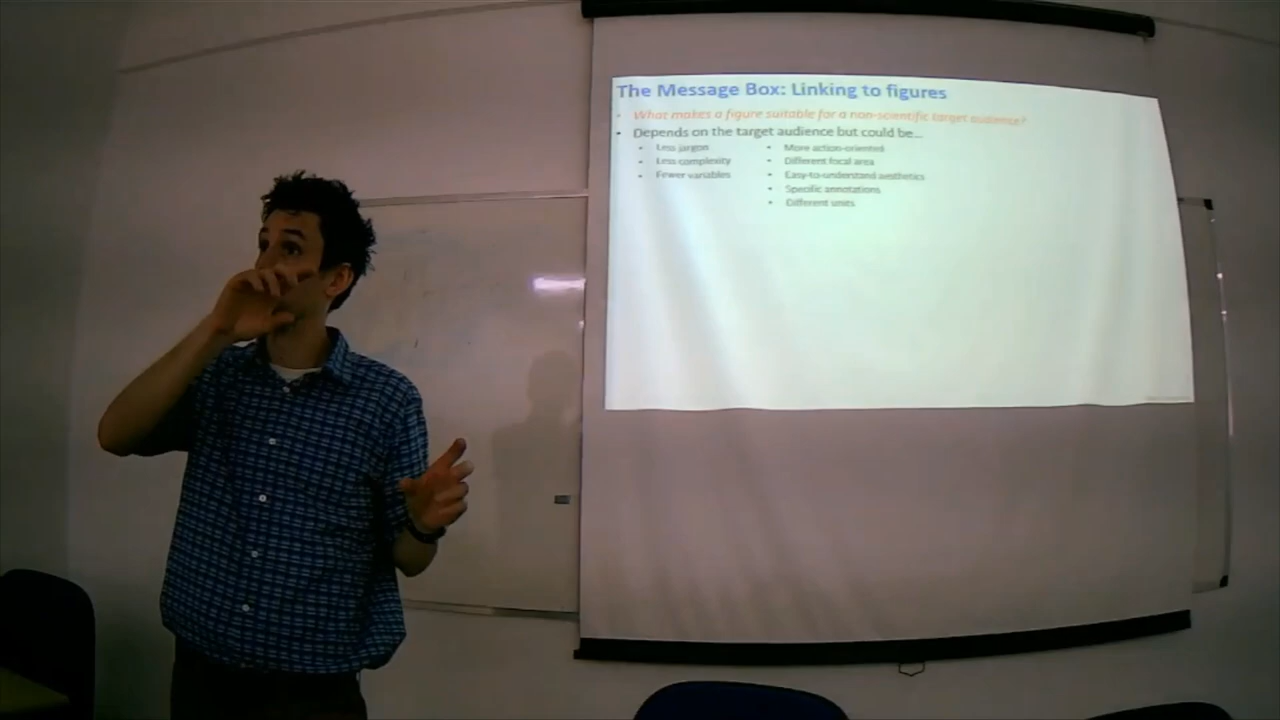 The Message Box: Linking to figures
• What makes a figure suitable for a non-scientific target audience?
• Depends on the target audience but could be...
• Less jargon
• Less complexity
• Fewer variables
• More action-oriented
• Different focal area
• Easy-to-understand aesthetics
• Specific annotations
• Different units